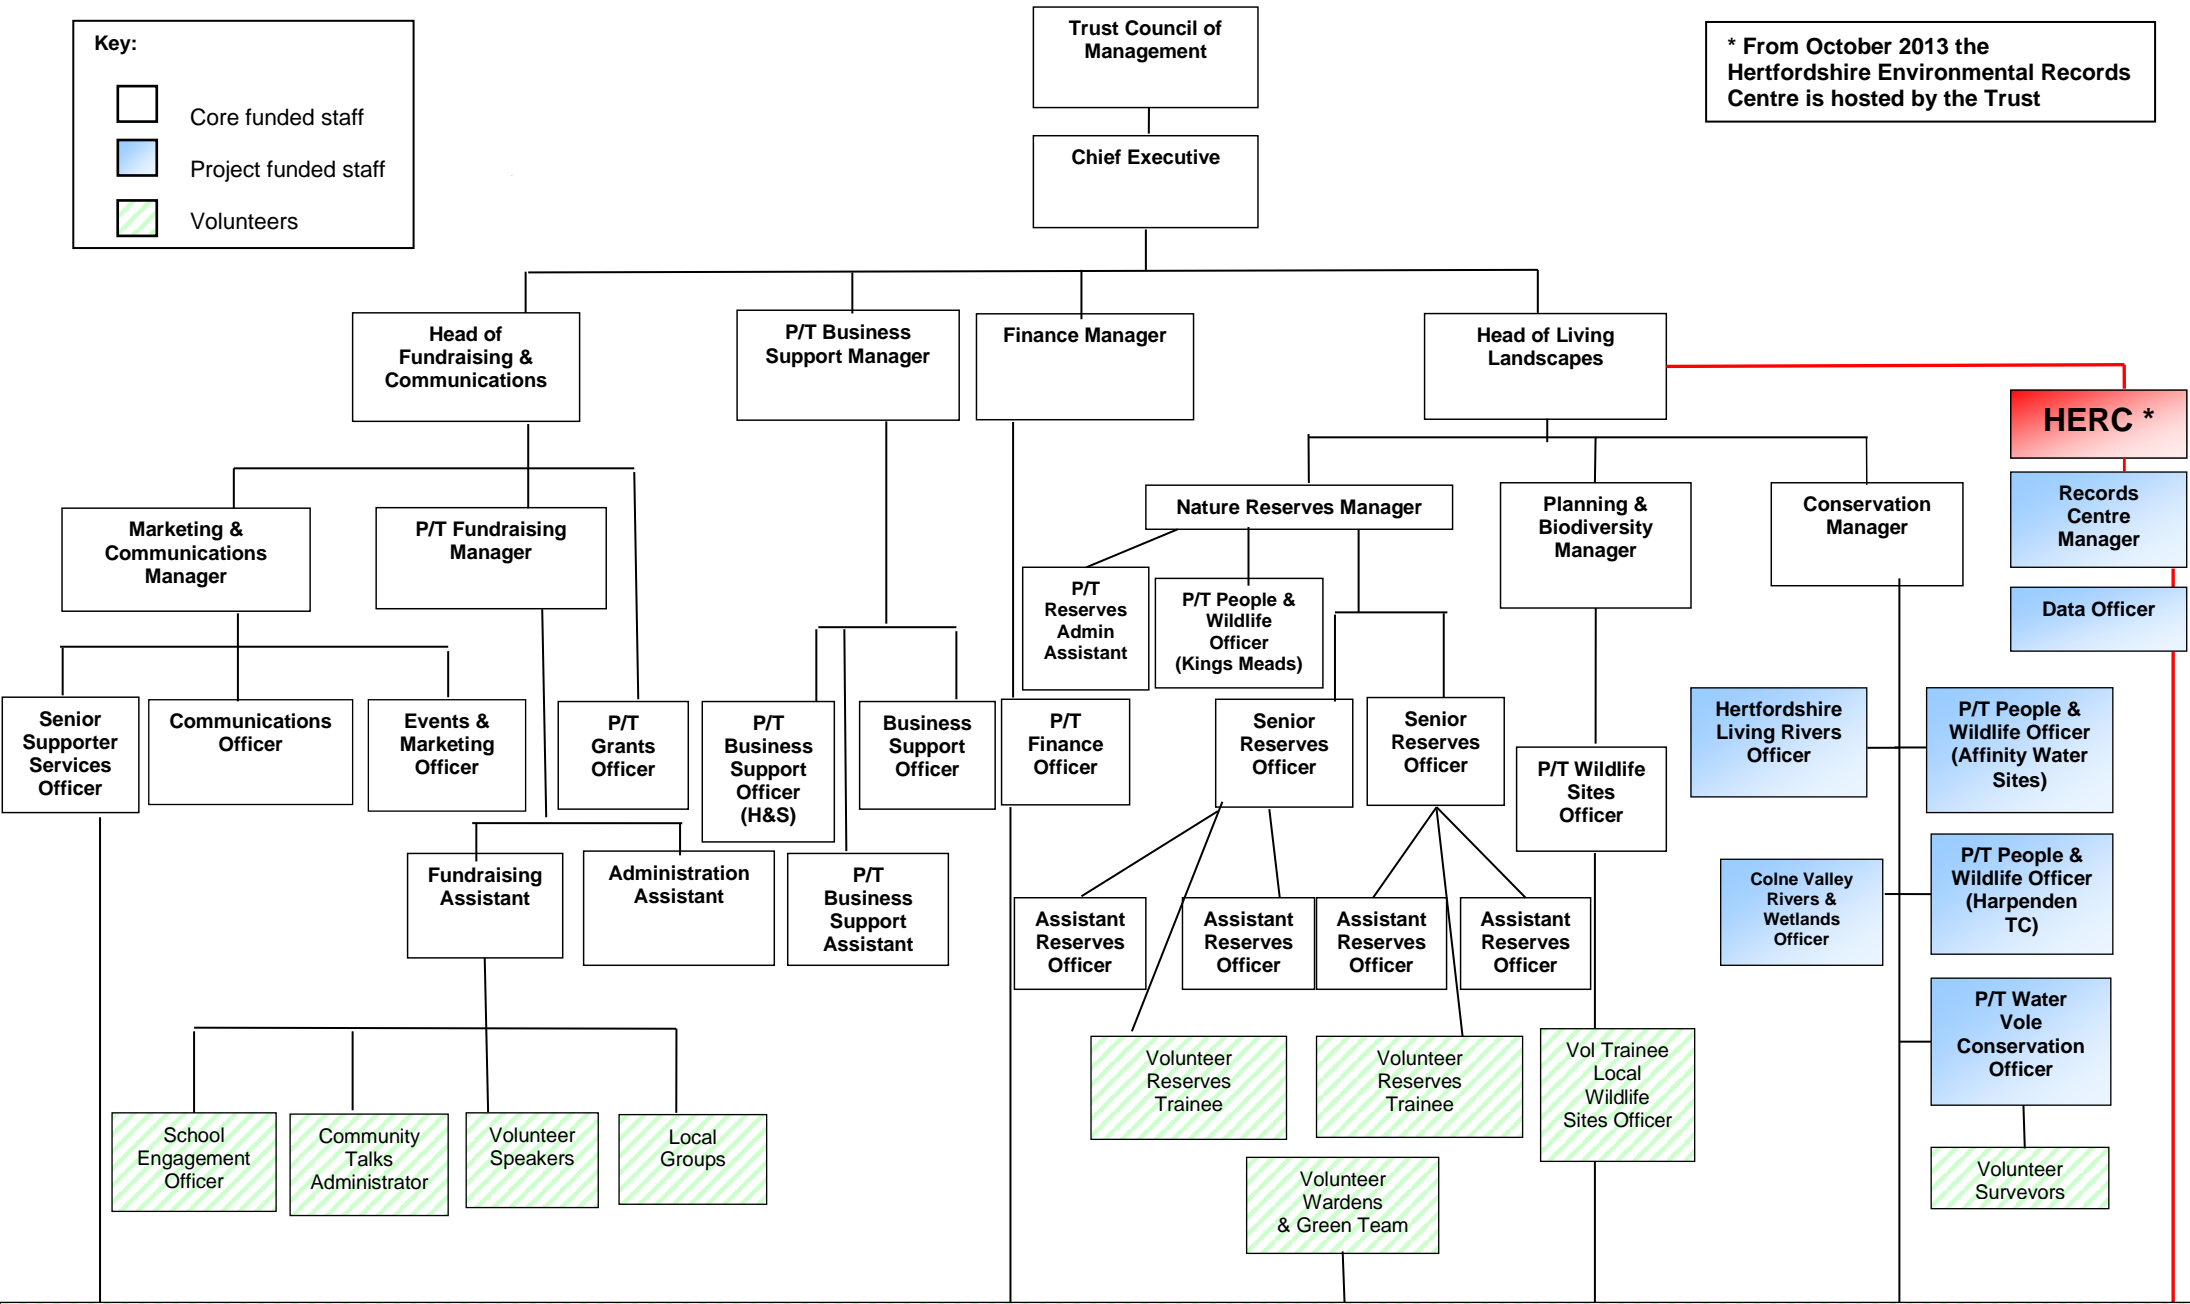 Key:
Core funded staff
Project funded staff
Volunteers
Trust Council of
Management
* From October 2013 the
Hertfordshire Environmental Records
Centre is hosted by the Trust
Chief Executive
Head of
Fundraising &
Communications
P/T Business
Support Manager
Finance Manager
Head of Living
Landscapes
HERC *
Marketing &
Communications
Manager
P/T Fundraising
Manager
Nature Reserves Manager
Planning &
Biodiversity
Manager
Conservation
Manager
Records
Centre
Manager
Data Officer
P/T
Reserves
Admin
Assistant
P/T People &
Wildlife
Officer
(Kings Meads)
Senior
Supporter
Services
Officer
Communications
Officer
Events &
Marketing
Officer
P/T
Grants
Officer
P/T
Business
Support
Officer
(H&S)
Business
Support
Officer
P/T
Finance
Officer
Senior
Reserves
Officer
Senior
Reserves
Officer
P/T Wildlife
Sites
Officer
Hertfordshire
Living Rivers
Officer
P/T People &
Wildlife Officer
(Affinity Water
Sites)
Fundraising
Assistant
Administration
Assistant
P/T
Business
Support
Assistant
Assistant
Reserves
Officer
Assistant
Reserves
Officer
Assistant
Reserves
Officer
Assistant
Reserves
Officer
Colne Valley
Rivers &
Wetlands
Officer
P/T People &
Wildlife Officer
(Harpenden
TC)
P/T Water
Vole
Conservation
Officer
Volunteer
Reserves
Trainee
Volunteer
Reserves
Trainee
Vol Trainee
Local
Wildlife
Sites Officer
School
Engagement
Officer
Community
Talks
Administrator
Volunteer
Speakers
Local
Groups
Volunteer
Wardens
& Green Team
Volunteer
Survevors